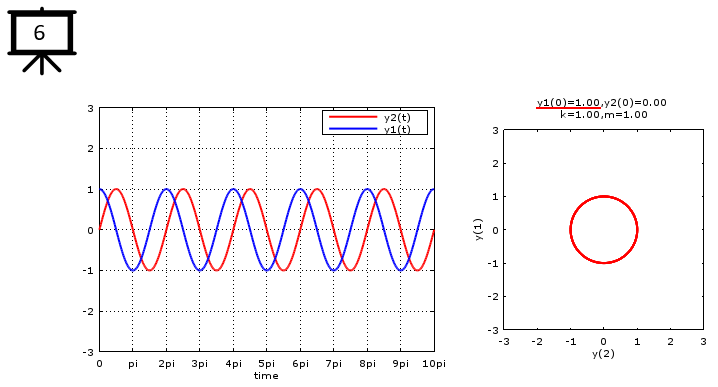 6
y2(t)
y1(t)
3
2
1
0
-1
-2
-3
0 pi 2pi 3pi 4pi 5pi 6pi 7pi 8pi 9pi 10pi
time
y1(0)=1.00,y2(0)=0.00
k=1.00,m=1.00
3
2
1
0
-1
-2
-3
y(1)
-3 -2 -1 0 1 2 3
y(2)